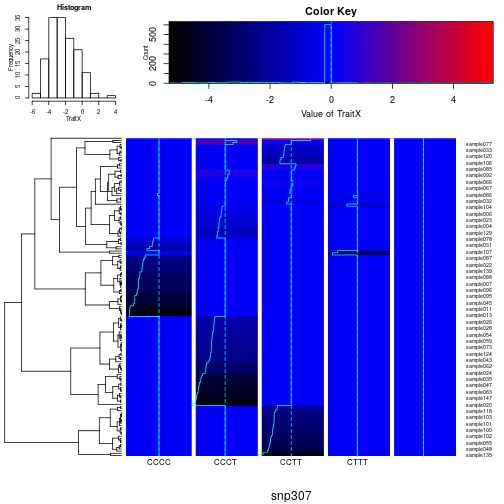 Histogram
Frequency
0 5 10 15 20 25 30 35
-6 -4 -2 0 2 4
TraitX
Color Key
Count
0 200 500
-4 -2 0 2 4
Value of TraitX
sample077
sample033
sample120
sample106
sample085
sample092
sample066
sample067
sample086
sample032
sample104
sample006
sample023
sample004
sample129
sample078
sample031
sample107
sample087
sample022
sample139
sample088
sample007
sample096
sample095
sample045
sample011
sample013
sample026
sample028
sample054
sample059
sample073
sample124
sample043
sample062
sample024
sample035
sample047
sample083
sample147
sample020
sample118
sample103
sample101
sample100
sample102
sample055
sample048
sample135
CCCC CCCT CCTT CTTT
snp307